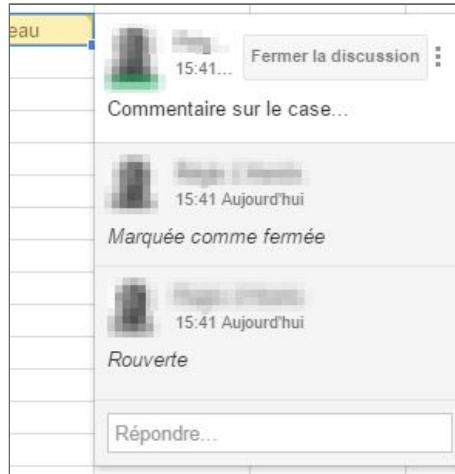 eau
15:41...
Fermer la discussion
Commentaire sur le case...
15:41 Aujourd'hui
Marquée comme fermée
15:41 Aujourd'hui
Rouverte
Répondre...